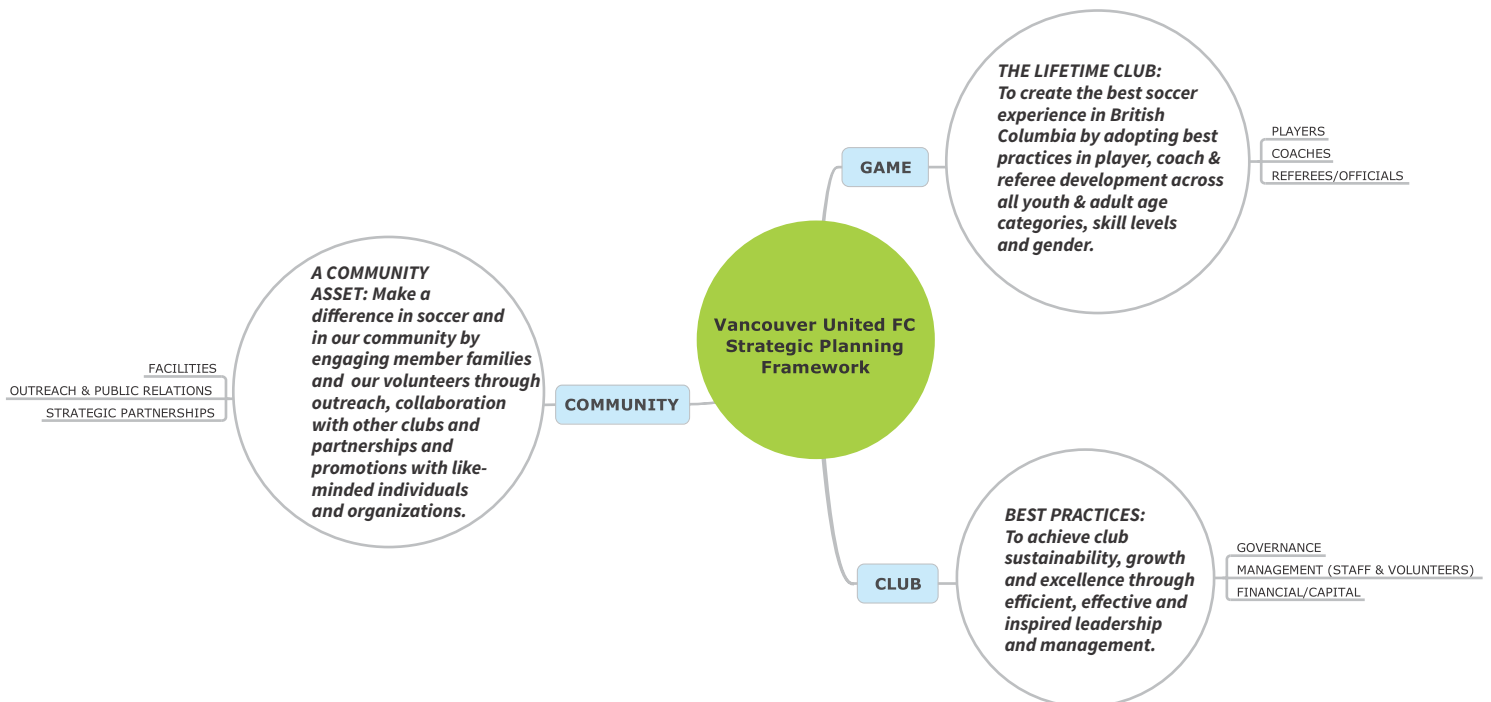 Vancouver United FC
Strategic Planning
Framework
GAME
THE LIFETIME CLUB:
To create the best soccer
experience in British
Columbia by adopting best
practices in player, coach &
referee development across
all youth & adult age
categories, skill levels
and gender.
PLAYERS
COACHES
REFEREES/OFFICIALS
COMMUNITY
A COMMUNITY
ASSET: Make a
difference in soccer and
in our community by
engaging member families
and our volunteers through
outreach, collaboration
with other clubs and
partnerships and
promotions with like-
minded individuals
and organizations.
FACILITIES
OUTREACH & PUBLIC RELATIONS
STRATEGIC PARTNERSHIPS
CLUB
BEST PRACTICES:
To achieve club
sustainability, growth
and excellence through
efficient, effective and
inspired leadership
and management.
GOVERNANCE
MANAGEMENT (STAFF & VOLUNTEERS)
FINANCIAL/CAPITAL